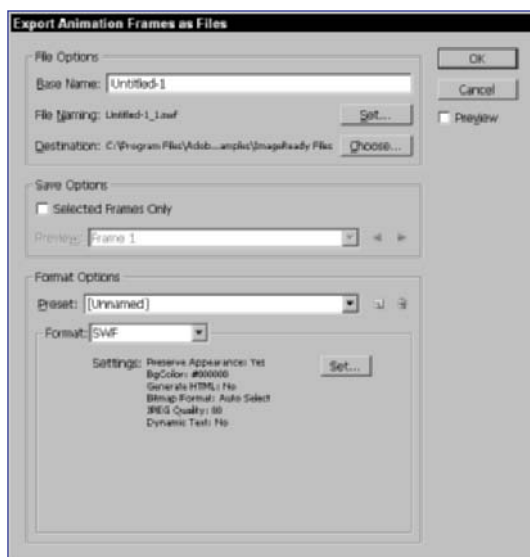 Export Animation Frames as Files
File Options
Base Name: Untitled-1
File Naming: Untitled-1_1.swf Set...
Destination: C:\Program Files\Adob...amples\ImageReady Files Choose...
OK
Cancel
Preview
Save Options
Selected Frames Only
Preview: Frame 1
Format Options
Preset: [Unnamed]
Format: SWF
Settings: Preserve Appearance: Yes
BgColor: #000000
Generate HTML: No
Bitmap Format: Auto Select
JPEG Quality: 80
Dynamic Text: No
Set...